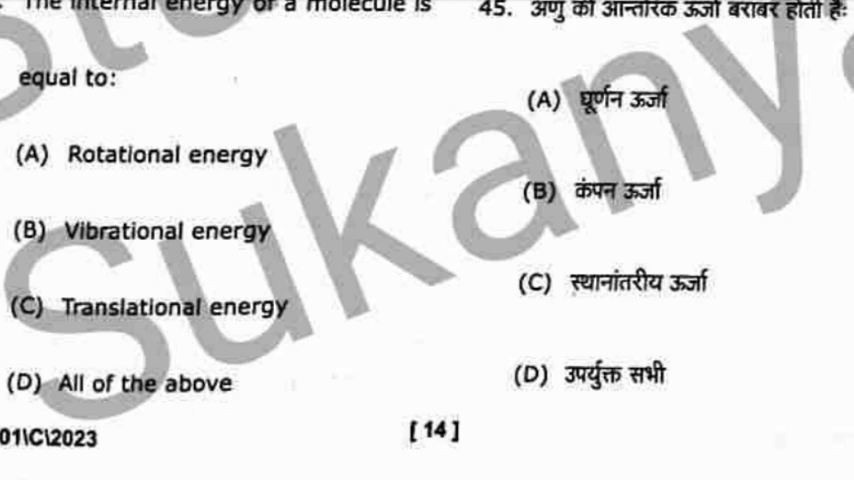 The internal energy of a molecule is
equal to:
(A) Rotational energy
(B) Vibrational energy
(C) Translational energy
(D) All of the above
45. अणु की आन्तरिक ऊर्जा बराबर होती है:
(A) घूर्णन ऊर्जा
(B) कंपन ऊर्जा
(C) स्थानांतरीय ऊर्जा
(D) उपर्युक्त सभी
01\C\2023
[ 14 ]
Sukany